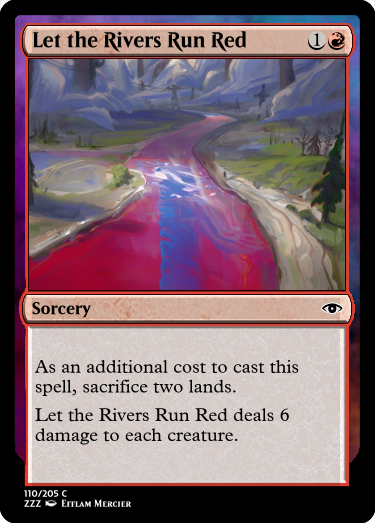 Let the Rivers Run Red 1
Sorcery
As an additional cost to cast this
spell, sacrifice two lands.
Let the Rivers Run Red deals 6
damage to each creature.
110/205 C
ZZZ Efflam Mercier